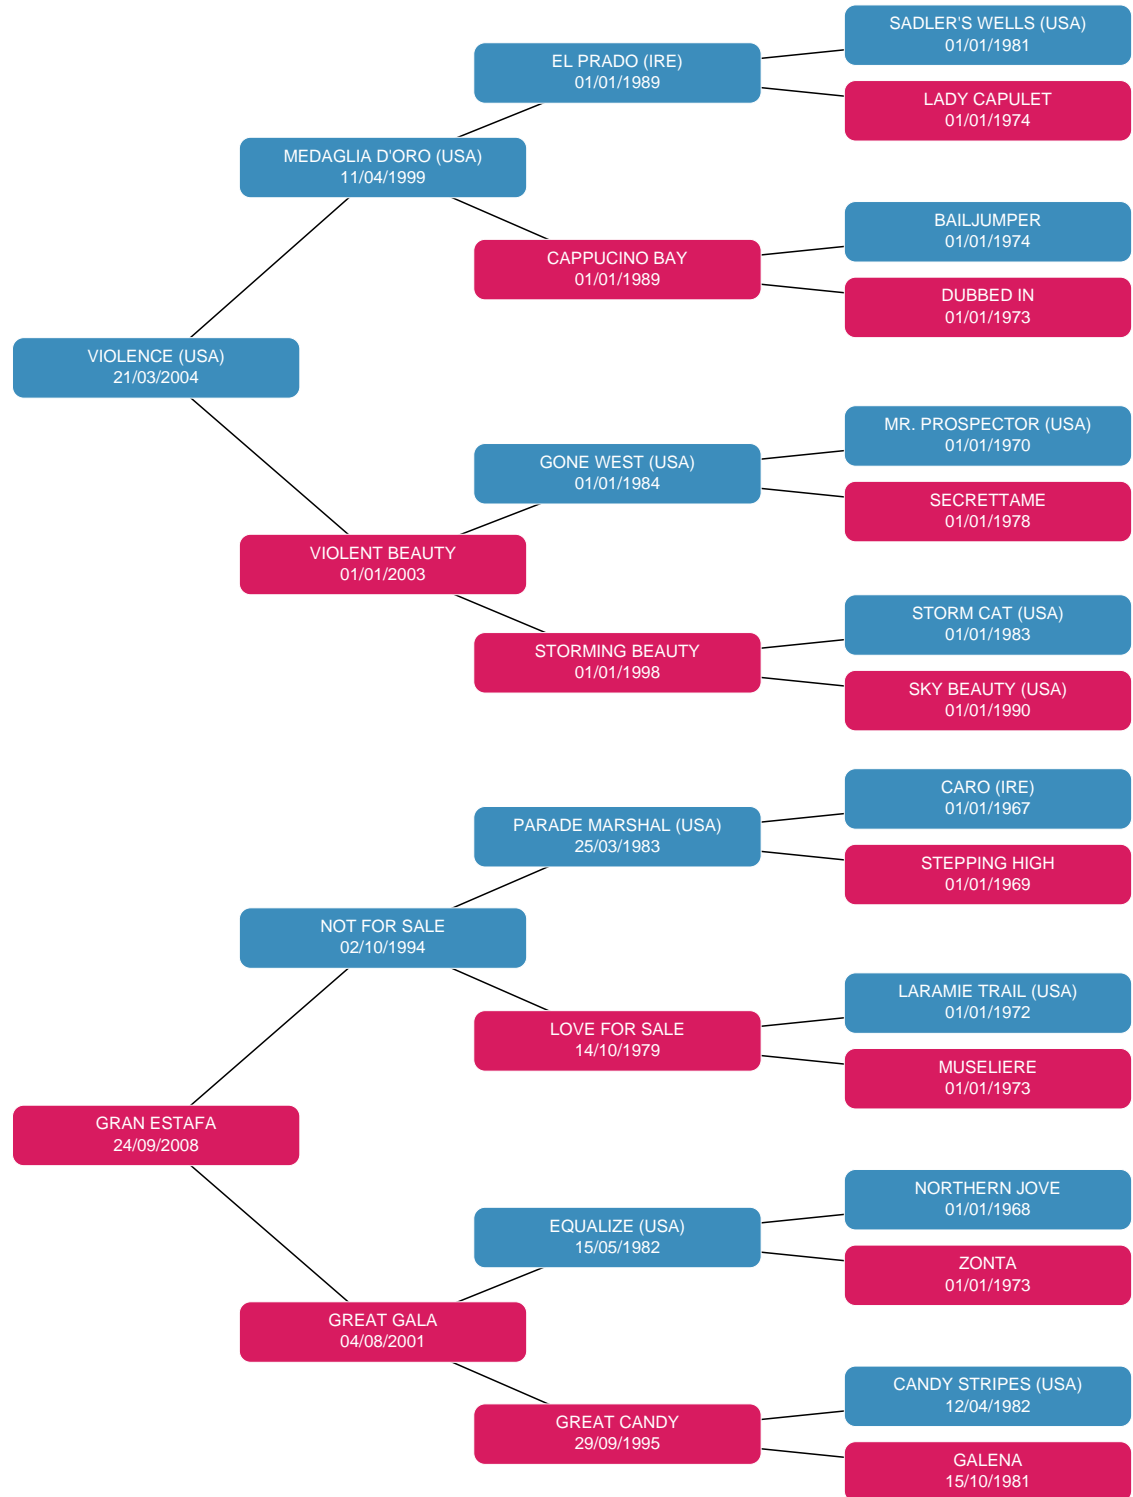 SADLER'S WELLS (USA)
01/01/1981
EL PRADO (IRE)
01/01/1989
LADY CAPULET
01/01/1974
MEDAGLIA D'ORO (USA)
11/04/1999
BAILJUMPER
01/01/1974
CAPPUCINO BAY
01/01/1989
DUBBED IN
01/01/1973
VIOLENCE (USA)
21/03/2004
MR. PROSPECTOR (USA)
01/01/1970
GONE WEST (USA)
01/01/1984
SECRETTAME
01/01/1978
VIOLENT BEAUTY
01/01/2003
STORM CAT (USA)
01/01/1983
STORMING BEAUTY
01/01/1998
SKY BEAUTY (USA)
01/01/1990
CARO (IRE)
01/01/1967
PARADE MARSHAL (USA)
25/03/1983
STEPPING HIGH
01/01/1969
NOT FOR SALE
02/10/1994
LARAMIE TRAIL (USA)
01/01/1972
LOVE FOR SALE
14/10/1979
MUSELIERE
01/01/1973
GRAN ESTAFA
24/09/2008
NORTHERN JOVE
01/01/1968
EQUALIZE (USA)
15/05/1982
ZONTA
01/01/1973
GREAT GALA
04/08/2001
CANDY STRIPES (USA)
12/04/1982
GREAT CANDY
29/09/1995
GALENA
15/10/1981